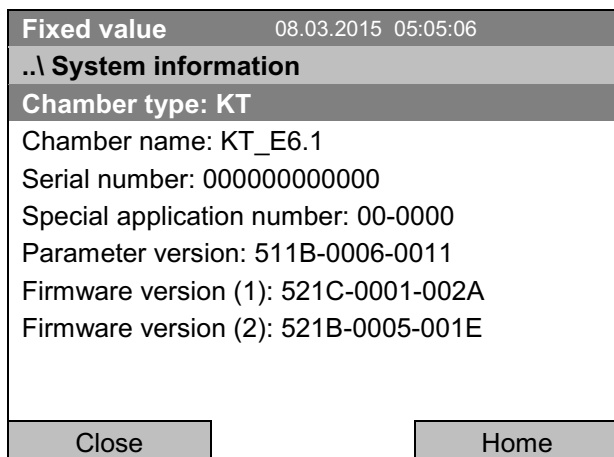 Fixed value 08.03.2015 05:05:06
..\ System information
Chamber type: KT
Chamber name: KT_E6.1
Serial number: 000000000000
Special application number: 00-0000
Parameter version: 511B-0006-0011
Firmware version (1): 521C-0001-002A
Firmware version (2): 521B-0005-001E
Close Home